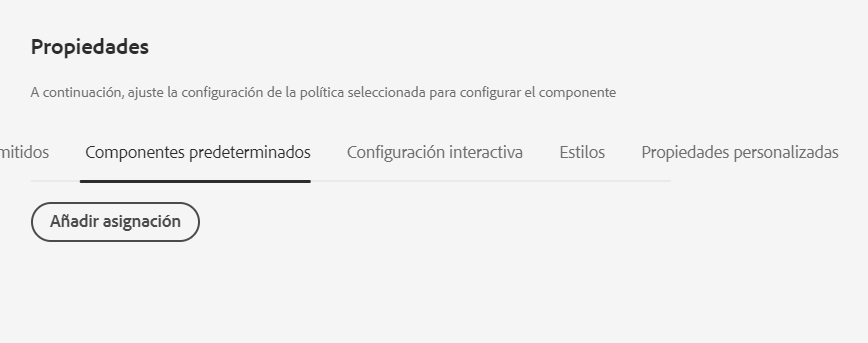 Propiedades
A continuación, ajuste la configuración de la política seleccionada para configurar el componente
mitidos Componentes predeterminados Configuración interactiva Estilos Propiedades personalizadas
Añadir asignación